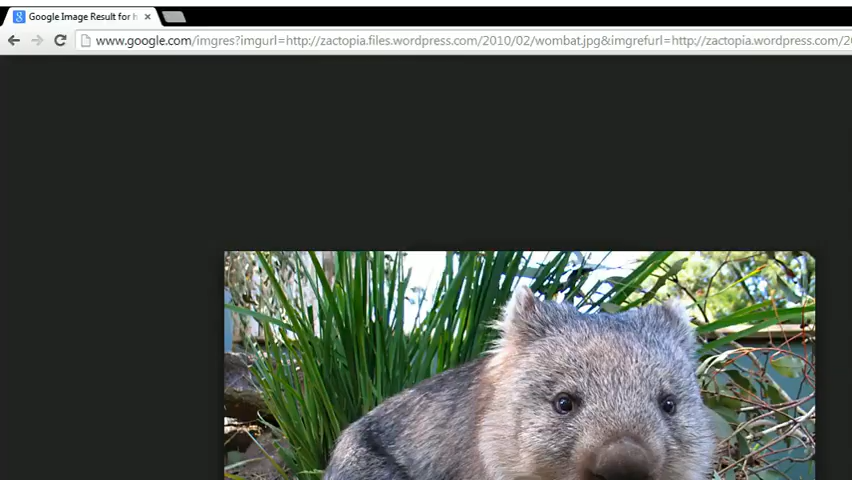 Google Image Result for h
www.google.com/imgres?imgurl=http://zactopia.files.wordpress.com/2010/02/wombat.jpg&imgrefurl=http://zactopia.wordpress.com/2